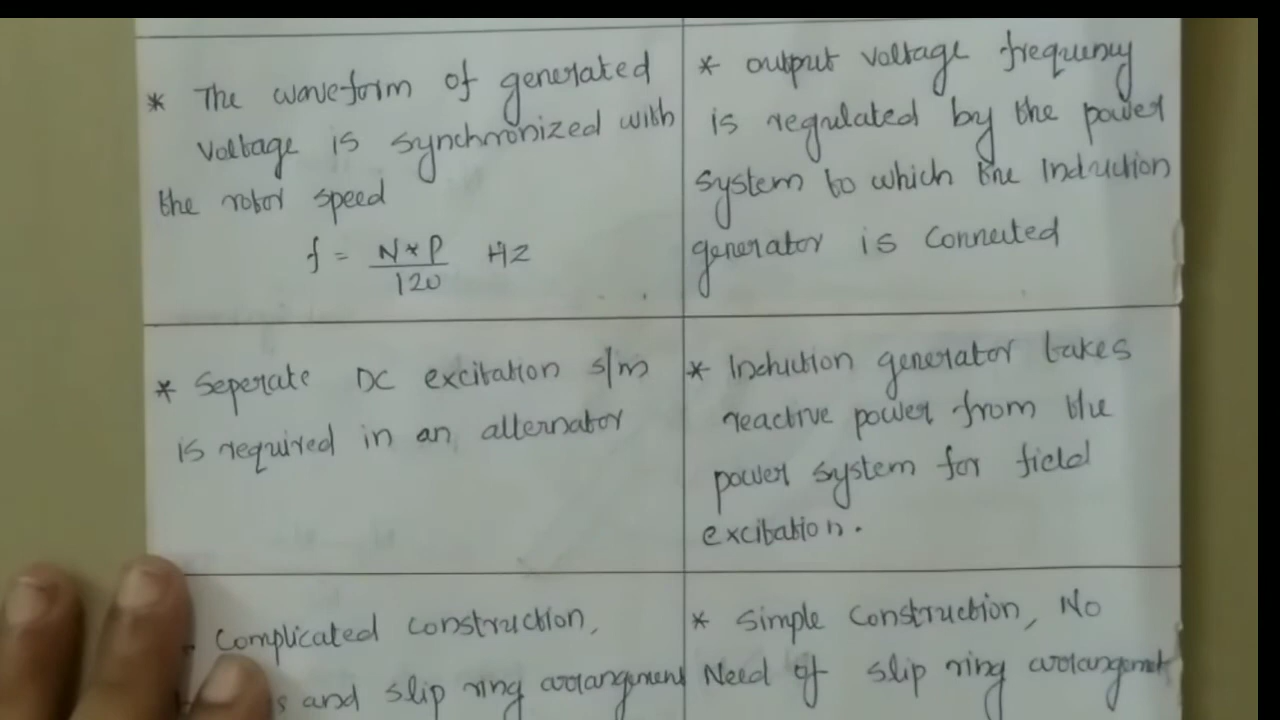 * The waveform of generated
voltage is synchronized with
the rotor speed
f = N*P Hz
120
* Seperate DC excitation s/m
is required in an alternator
Complicated construction,
and slip ring arrangement
* output voltage frequency
is regulated by the power
system to which the Induction
generator is connected
* Induction generator takes
reactive power from the
power system for field
excitation.
* Simple construction, No
Need of slip ring arrangement